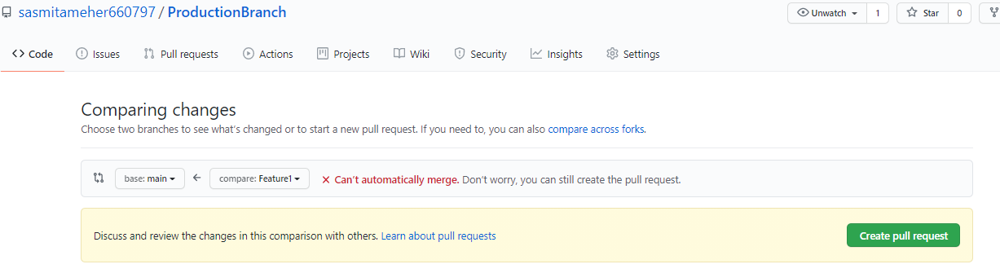 sasmitameher660797 / ProductionBranch
Unwatch 1 Star 0
Code Issues Pull requests Actions Projects Wiki Security Insights Settings
Comparing changes
Choose two branches to see what's changed or to start a new pull request. If you need to, you can also compare across forks.
base: main compare: Feature1 Can't automatically merge. Don't worry, you can still create the pull request.
Discuss and review the changes in this comparison with others. Learn about pull requests Create pull request